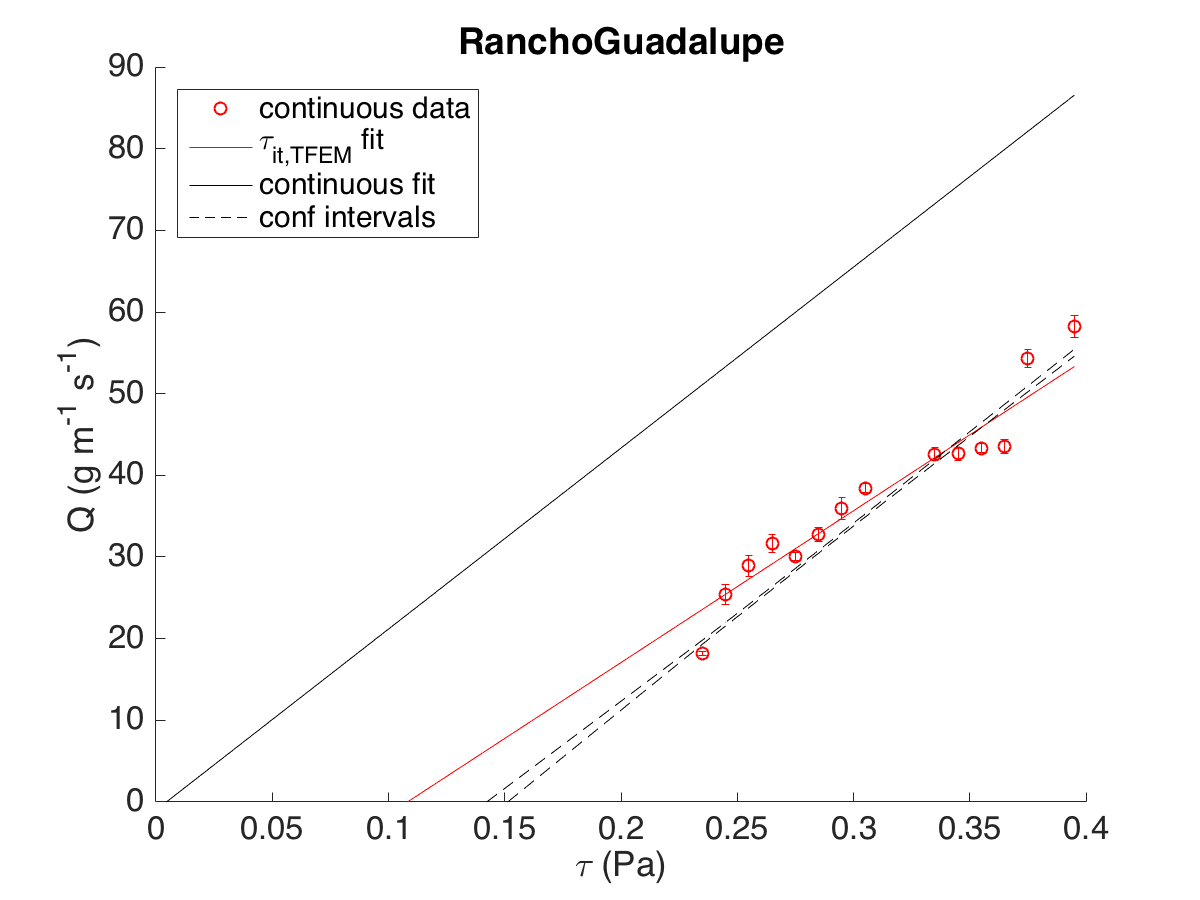 RanchoGuadalupe
90
80
70
60
50
40
30
20
10
0
Q (g m⁻¹ s⁻¹)
continuous data
τ_it,TFEM fit
continuous fit
conf intervals
0 0.05 0.1 0.15 0.2 0.25 0.3 0.35 0.4
τ (Pa)